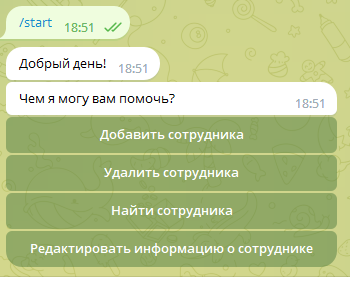 /start 18:51
Добрый день! 18:51
Чем я могу вам помочь? 18:51
Добавить сотрудника
Удалить сотрудника
Найти сотрудника
Редактировать информацию о сотруднике